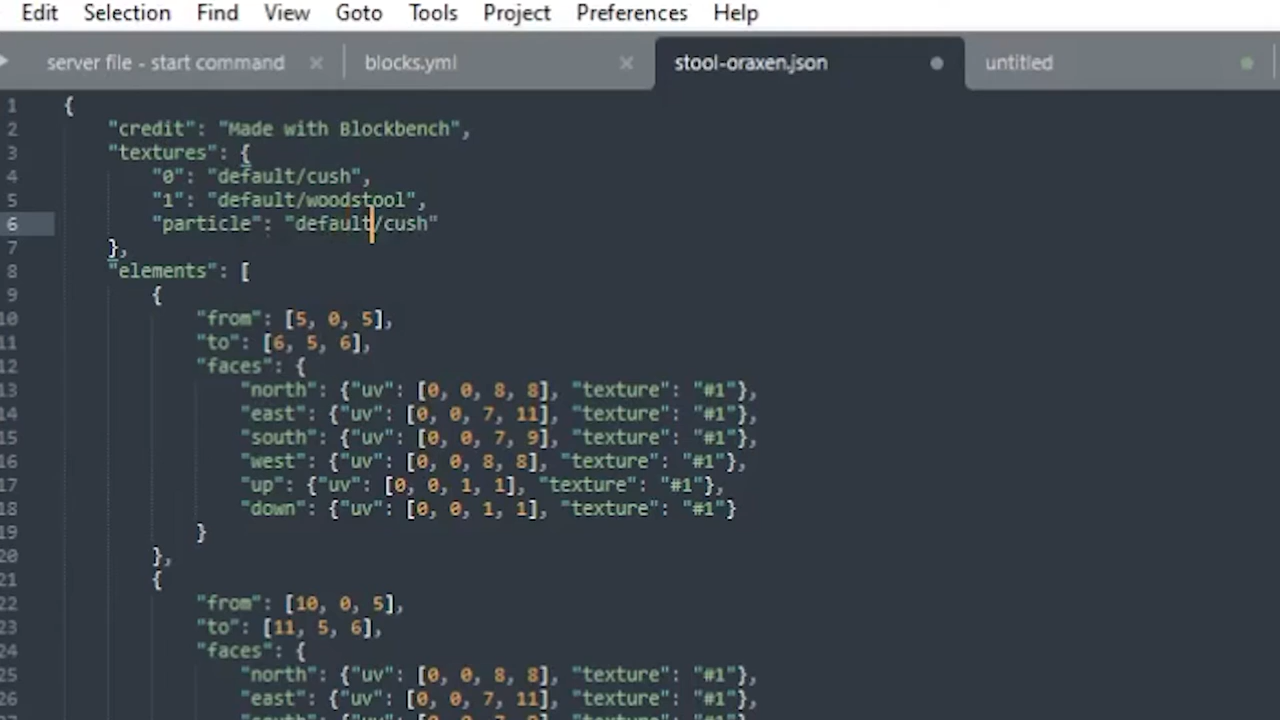 Edit Selection Find View Goto Tools Project Preferences Help
server file - start command × blocks.yml × stool-oraxen.json untitled
1 {
2 "credit": "Made with Blockbench",
3 "textures": {
4 "0": "default/cush",
5 "1": "default/woodstool",
6 "particle": "default/cush"
7 },
8 "elements": [
9 {
10 "from": [5, 0, 5],
11 "to": [6, 5, 6],
12 "faces": {
13 "north": {"uv": [0, 0, 8, 8], "texture": "#1"},
14 "east": {"uv": [0, 0, 7, 11], "texture": "#1"},
15 "south": {"uv": [0, 0, 7, 9], "texture": "#1"},
16 "west": {"uv": [0, 0, 8, 8], "texture": "#1"},
17 "up": {"uv": [0, 0, 1, 1], "texture": "#1"},
18 "down": {"uv": [0, 0, 1, 1], "texture": "#1"}
19 }
20 },
21 {
22 "from": [10, 0, 5],
23 "to": [11, 5, 6],
24 "faces": {
25 "north": {"uv": [0, 0, 8, 8], "texture": "#1"},
26 "east": {"uv": [0, 0, 7, 11], "texture": "#1"},